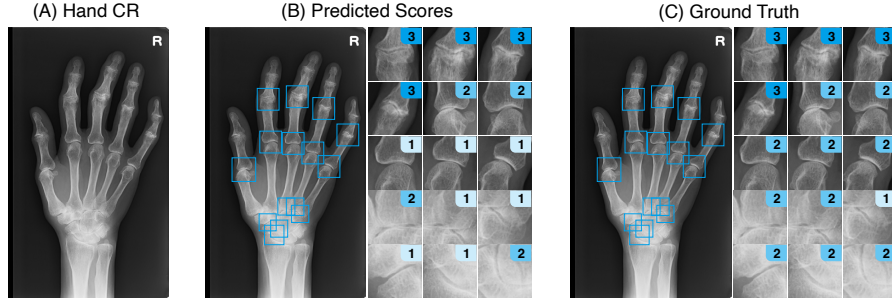 (A) Hand CR
(B) Predicted Scores
(C) Ground Truth
R
R
3 3 3
3 2 2
1 1 1
2 2 1
1 1 2
R
3 3 3
3 2 2
2 2 2
2 2 1
2 2 2